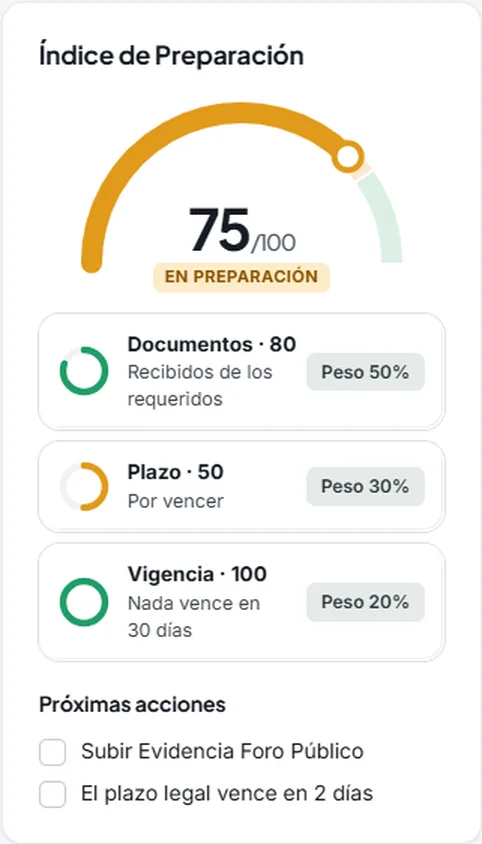 Índice de Preparación
75/100
EN PREPARACIÓN
Documentos · 80
Recibidos de los
requeridos
Peso 50%
Plazo · 50
Por vencer
Peso 30%
Vigencia · 100
Nada vence en
30 días
Peso 20%
Próximas acciones
Subir Evidencia Foro Público
El plazo legal vence en 2 días